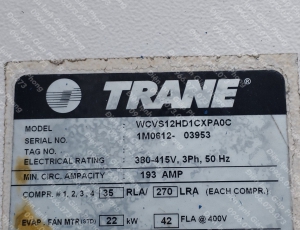 TRANE
MODEL : WCVS12HD1CXPA0C
SERIAL NO. : 1M0612- 03953
TAG NO. :
ELECTRICAL RATING : 380-415V, 3Ph, 50 Hz
MIN. CIRC. AMPACITY : 193 AMP
COMPR. # 1, 2, 3, 4 35 RLA/ 270 LRA (EACH COMPR.)
EVAP. FAN MTR (STD) 22 kW 42 FLA @ 400V